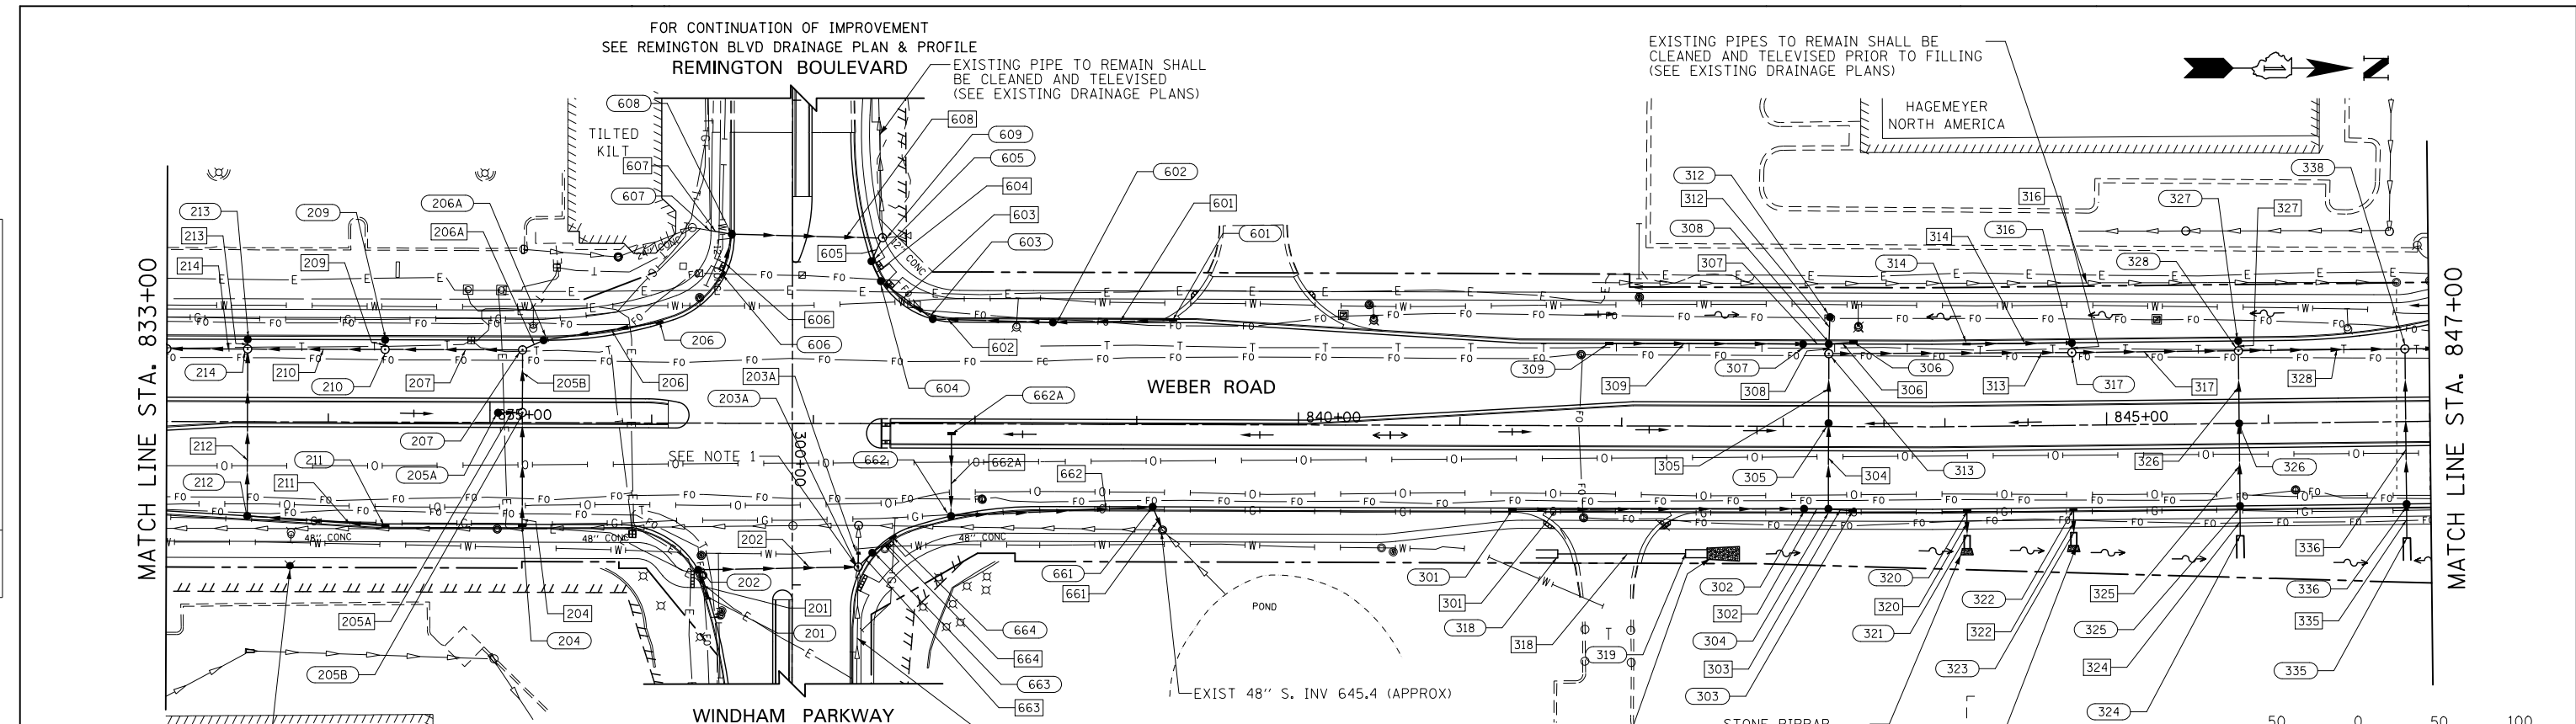 FOR CONTINUATION OF IMPROVEMENT
SEE REMINGTON BLVD DRAINAGE PLAN & PROFILE
REMINGTON BOULEVARD
EXISTING PIPE TO REMAIN SHALL
BE CLEANED AND TELEVISED
(SEE EXISTING DRAINAGE PLANS)
EXISTING PIPES TO REMAIN SHALL BE
CLEANED AND TELEVISED PRIOR TO FILLING
(SEE EXISTING DRAINAGE PLANS)
N
HAGEMEYER
NORTH AMERICA
TILTED
KILT
608
607
607
608
609
605
604
603
603
602
601
601
605
602
604
606
606
213
213
214
209
209
206A
206A
214
210
210
207
206
206
205B
203A
203A
207
205A
662A
662A
312
312
308
307
314
314
316
316
327
327
328
338
309
309
307
308
306
306
313
317
317
328
WEBER ROAD
835+00
840+00
845+00
300+00
MATCH LINE STA. 833+00
MATCH LINE STA. 847+00
SEE NOTE 1
212
212
211
211
202
202
201
201
204
204
205A
205B
662
662
661
661
664
664
663
663
305
305
304
313
326
326
301
301
302
302
304
303
303
318
318
319
320
320
321
322
322
323
325
325
324
324
336
336
335
335
48" CONC
48" CONC
48" CONC
12" CONC
POND
EXIST 48" S. INV 645.4 (APPROX)
WINDHAM PARKWAY
STONE RIPRAP
50 0 50 100